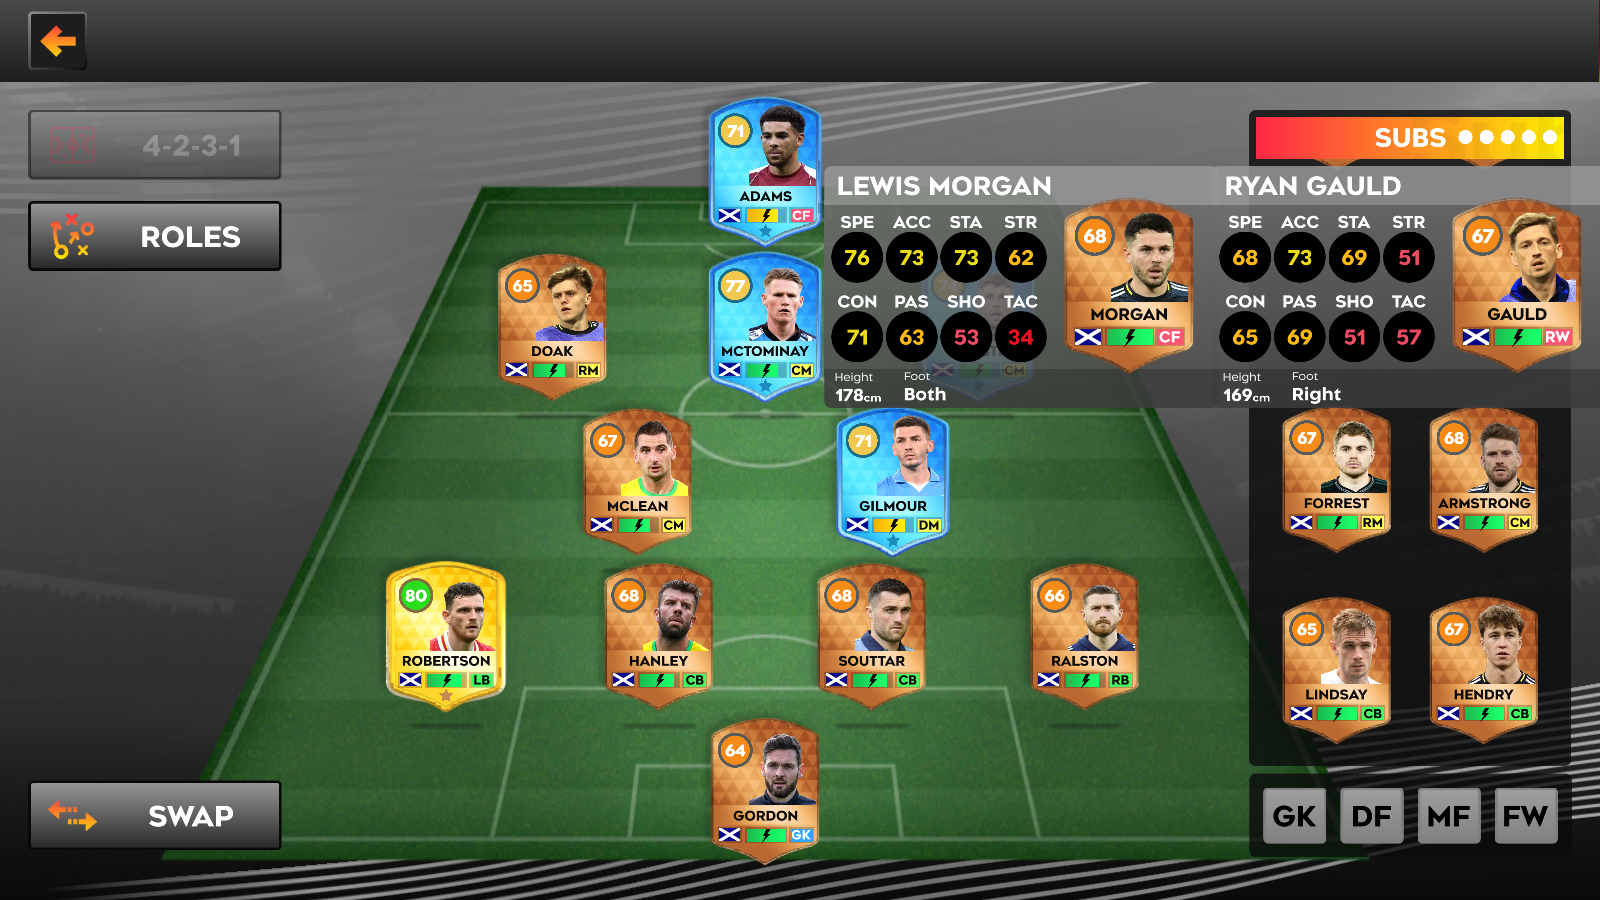 4-2-3-1
ROLES
SWAP
71
ADAMS
CF
65
DOAK
RM
77
MCTOMINAY
CM
67
MCLEAN
CM
71
GILMOUR
DM
80
ROBERTSON
LB
68
HANLEY
CB
68
SOUTTAR
CB
66
RALSTON
RB
64
GORDON
GK
LEWIS MORGAN
SPE ACC STA STR
76 73 73 62
CON PAS SHO TAC
71 63 53 34
Height Foot
178cm Both
68
MORGAN
CF
CM
SUBS
RYAN GAULD
SPE ACC STA STR
68 73 69 51
CON PAS SHO TAC
65 69 51 57
Height Foot
169cm Right
67
GAULD
RW
67
FORREST
RM
68
ARMSTRONG
CM
65
LINDSAY
CB
67
HENDRY
CB
GK DF MF FW